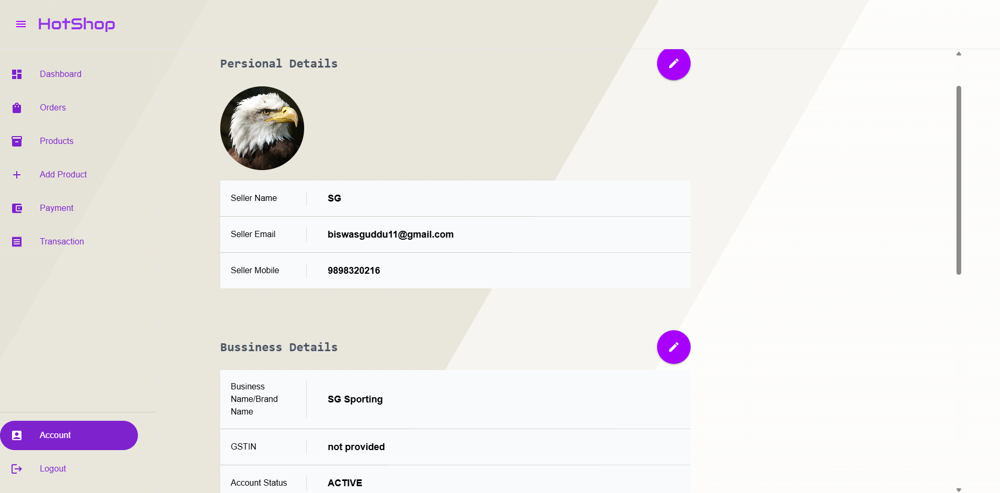 HotShop
Dashboard
Orders
Products
Add Product
Payment
Transaction
Account
Logout
Persional Details
Seller Name SG
Seller Email biswasguddu11@gmail.com
Seller Mobile 9898320216
Bussiness Details
Business
Name/Brand
Name
SG Sporting
GSTIN not provided
Account Status ACTIVE